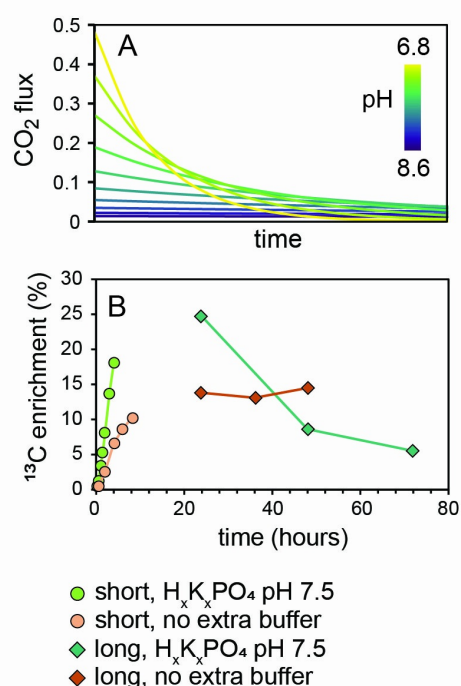 0.5
A
6.8
0.4
0.3
pH
CO₂ flux
0.2
0.1
8.6
0
time
30
B
25
20
15
10
5
0
¹³C enrichment (%)
0 20 40 60 80
time (hours)
short, HₓKₓPO₄ pH 7.5
short, no extra buffer
long, HₓKₓPO₄ pH 7.5
long, no extra buffer